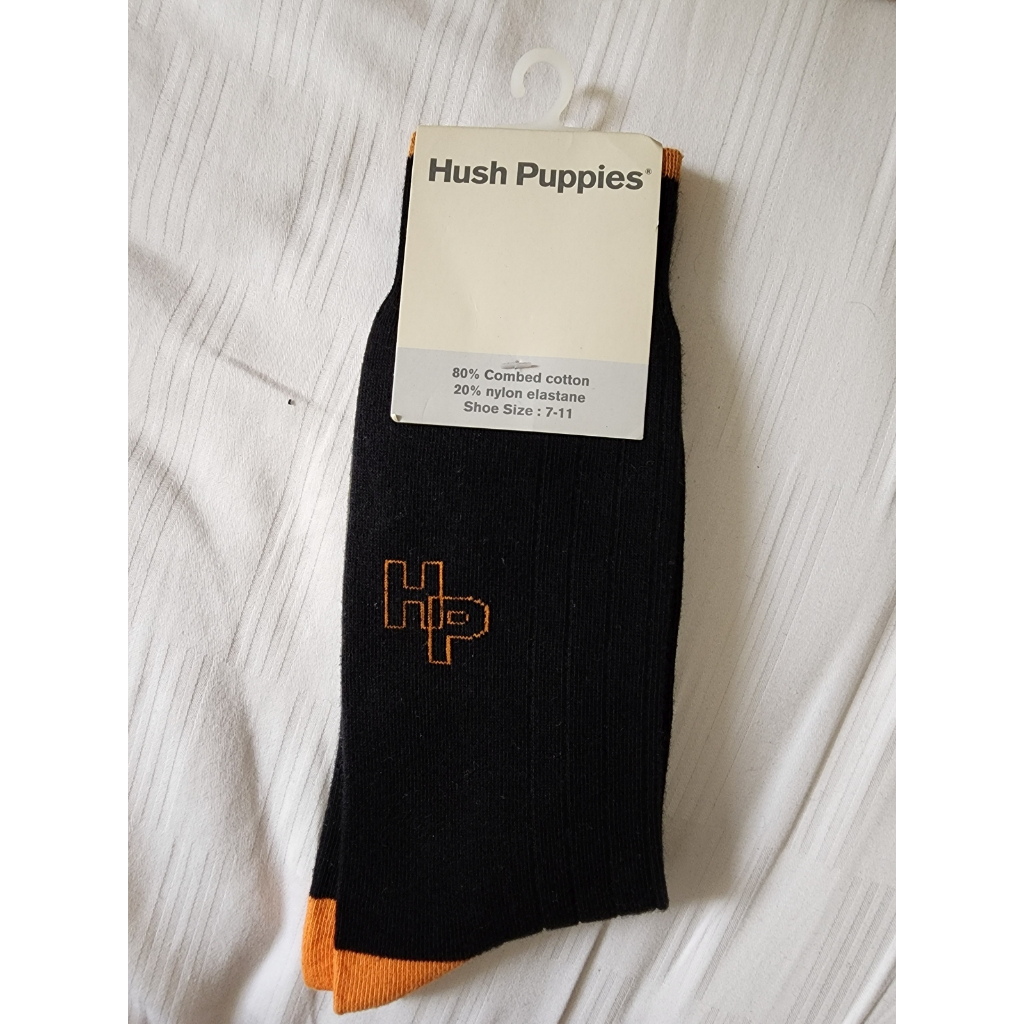 Hush Puppies®
80% Combed cotton
20% nylon elastane
Shoe Size : 7-11
HP